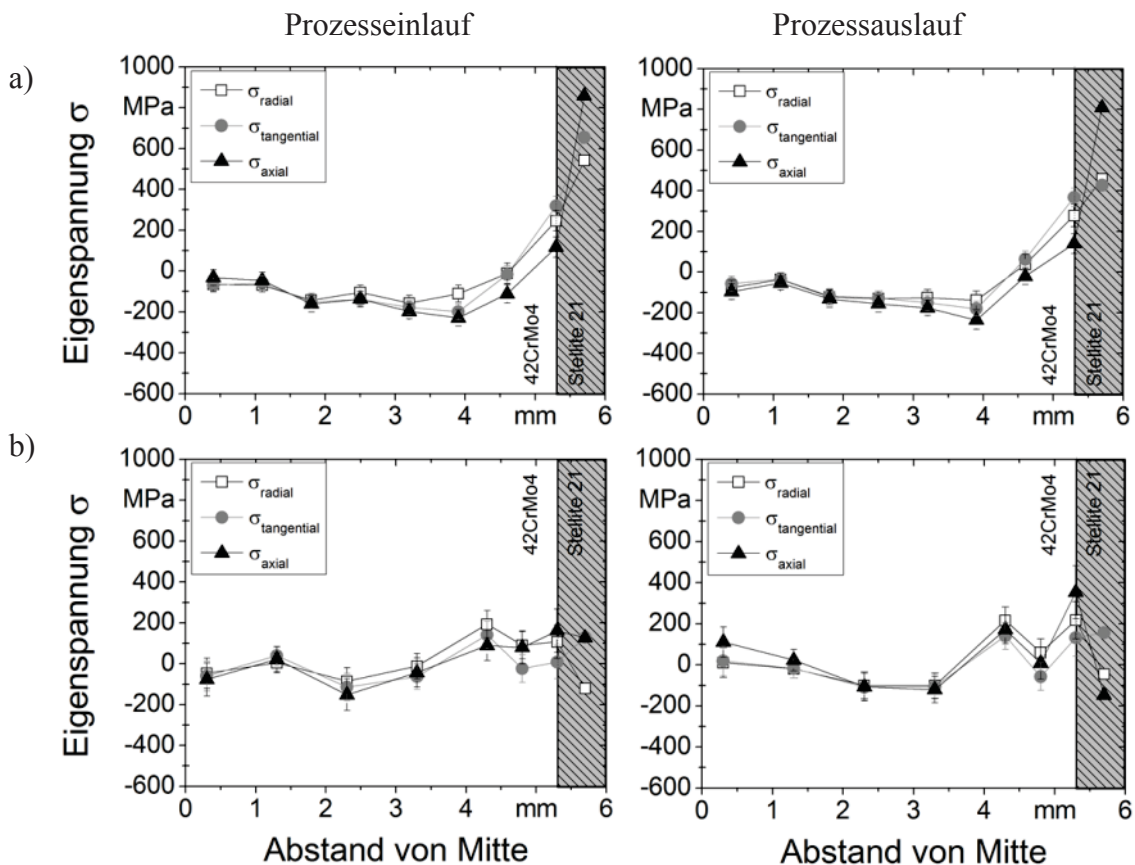 Prozesseinlauf Prozessauslauf
a)
Eigenspannung σ
1000
MPa
800
600
400
200
0
-200
-400
-600
σradial
σtangential
σaxial
42CrMo4
Stellite 21
0 1 2 3 4 mm 6
1000
MPa
800
600
400
200
0
-200
-400
-600
σradial
σtangential
σaxial
42CrMo4
Stellite 21
0 1 2 3 4 mm 6
b)
Eigenspannung σ
1000
MPa
800
600
400
200
0
-200
-400
-600
σradial
σtangential
σaxial
42CrMo4
Stellite 21
0 1 2 3 4 mm 6
Abstand von Mitte
1000
MPa
800
600
400
200
0
-200
-400
-600
σradial
σtangential
σaxial
42CrMo4
Stellite 21
0 1 2 3 4 mm 6
Abstand von Mitte